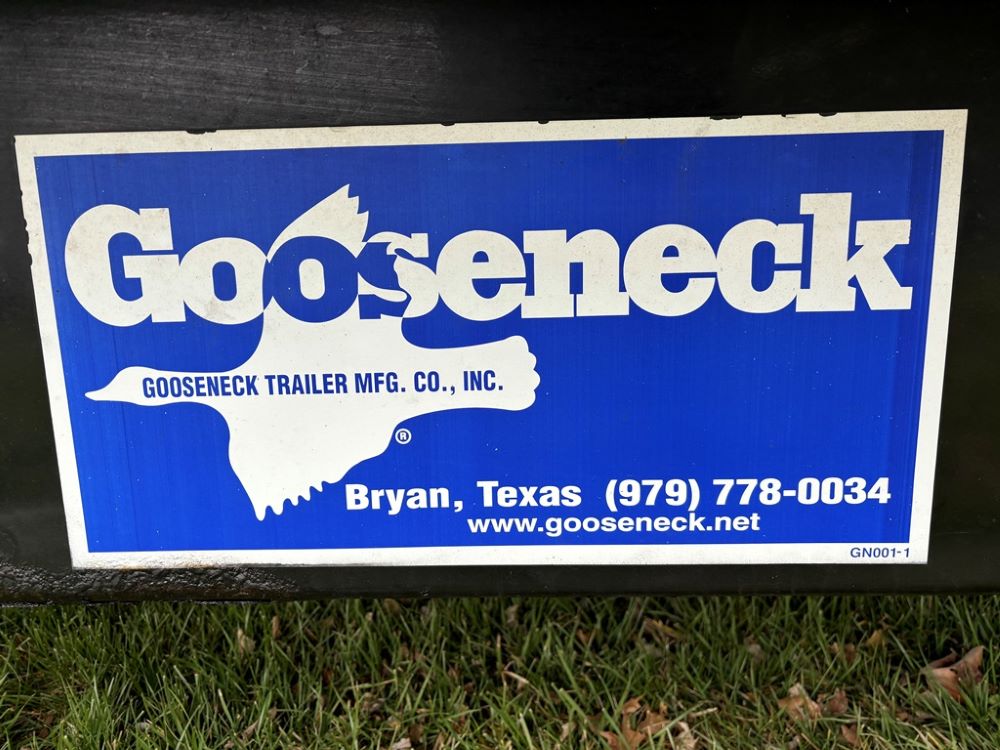 Gooseneck
GOOSENECK TRAILER MFG. CO., INC.
®
Bryan, Texas (979) 778-0034
www.gooseneck.net
GN001-1